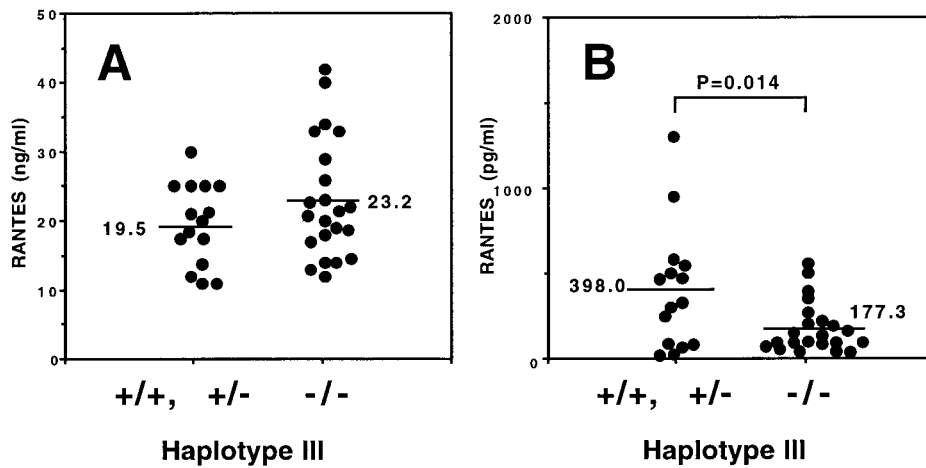 A
RANTES (ng/ml)
50
40
30
20
10
0
19.5
23.2
+/+, +/- -/-
Haplotype III
B
RANTES (pg/ml)
2000
1000
0
P=0.014
398.0
177.3
+/+, +/- -/-
Haplotype III